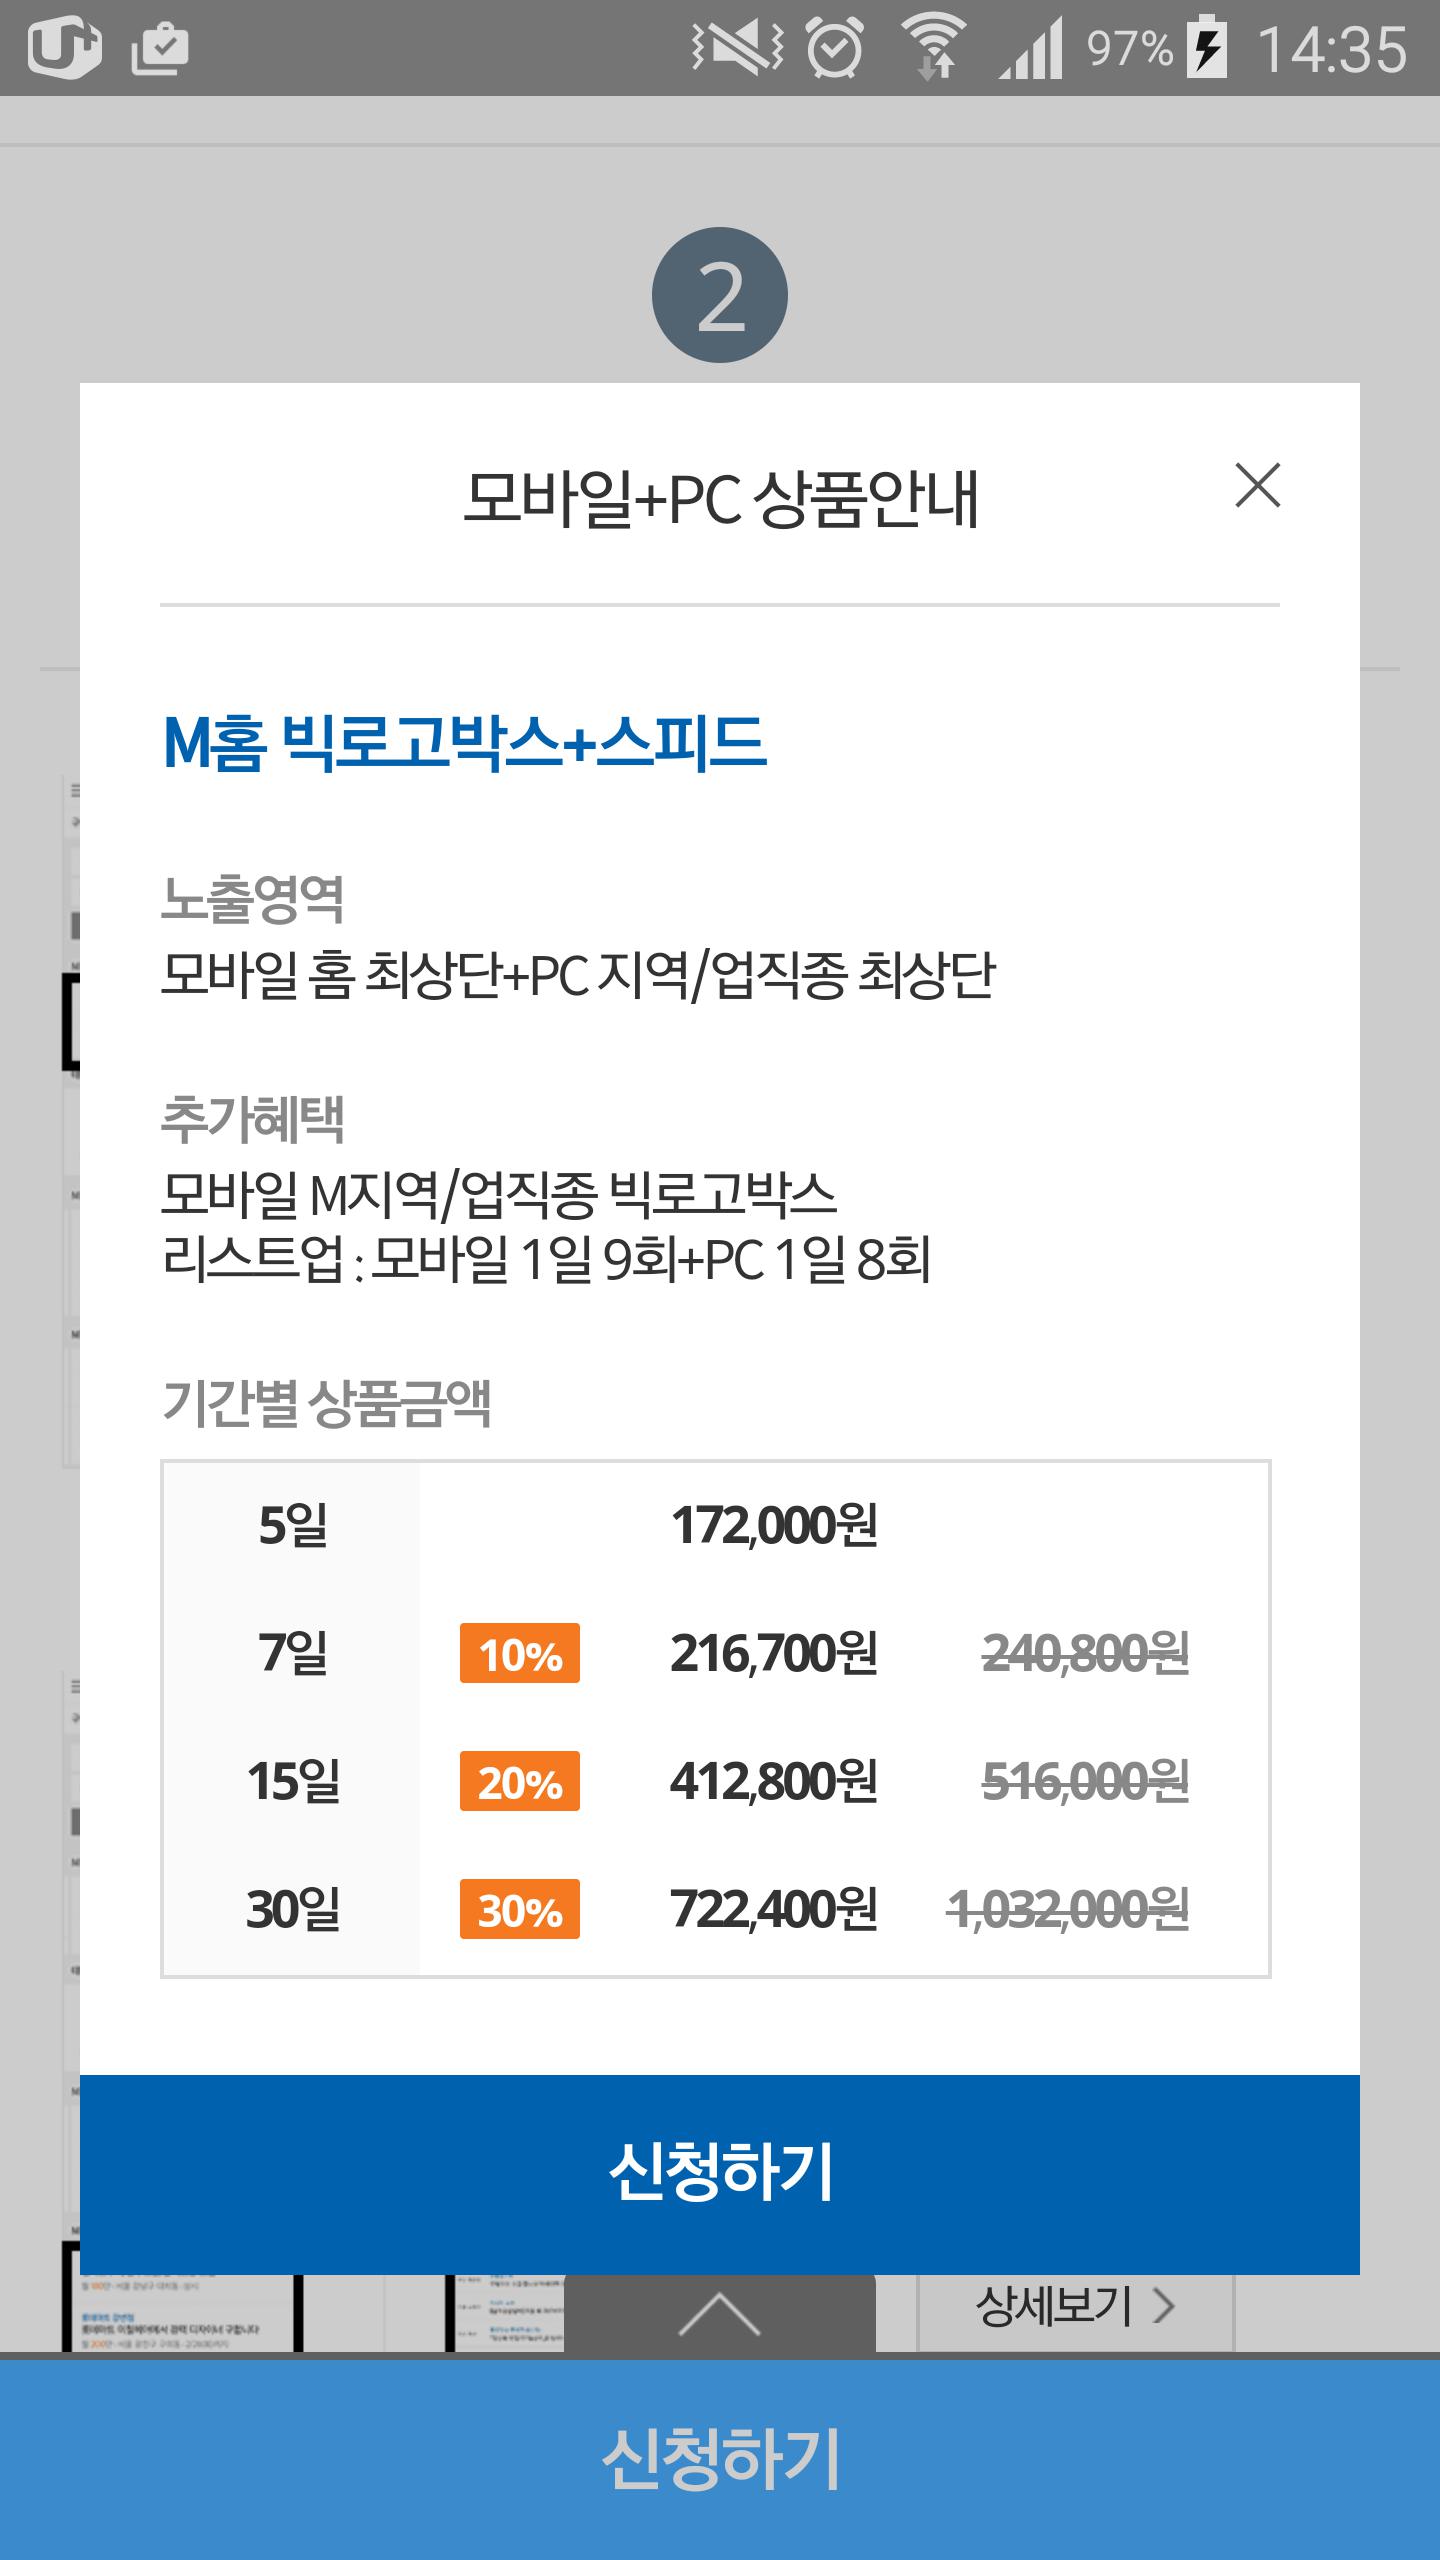 97% 14:35
2
모바일+PC 상품안내
M홈 빅로고박스+스피드
노출영역
모바일 홈 최상단+PC 지역/업직종 최상단
추가혜택
모바일 M지역/업직종 빅로고박스
리스트업 : 모바일 1일 9회+PC 1일 8회
기간별 상품금액
5일 172,000원
7일 10% 216,700원 240,800원
15일 20% 412,800원 516,000원
30일 30% 722,400원 1,032,000원
신청하기
상세보기
신청하기